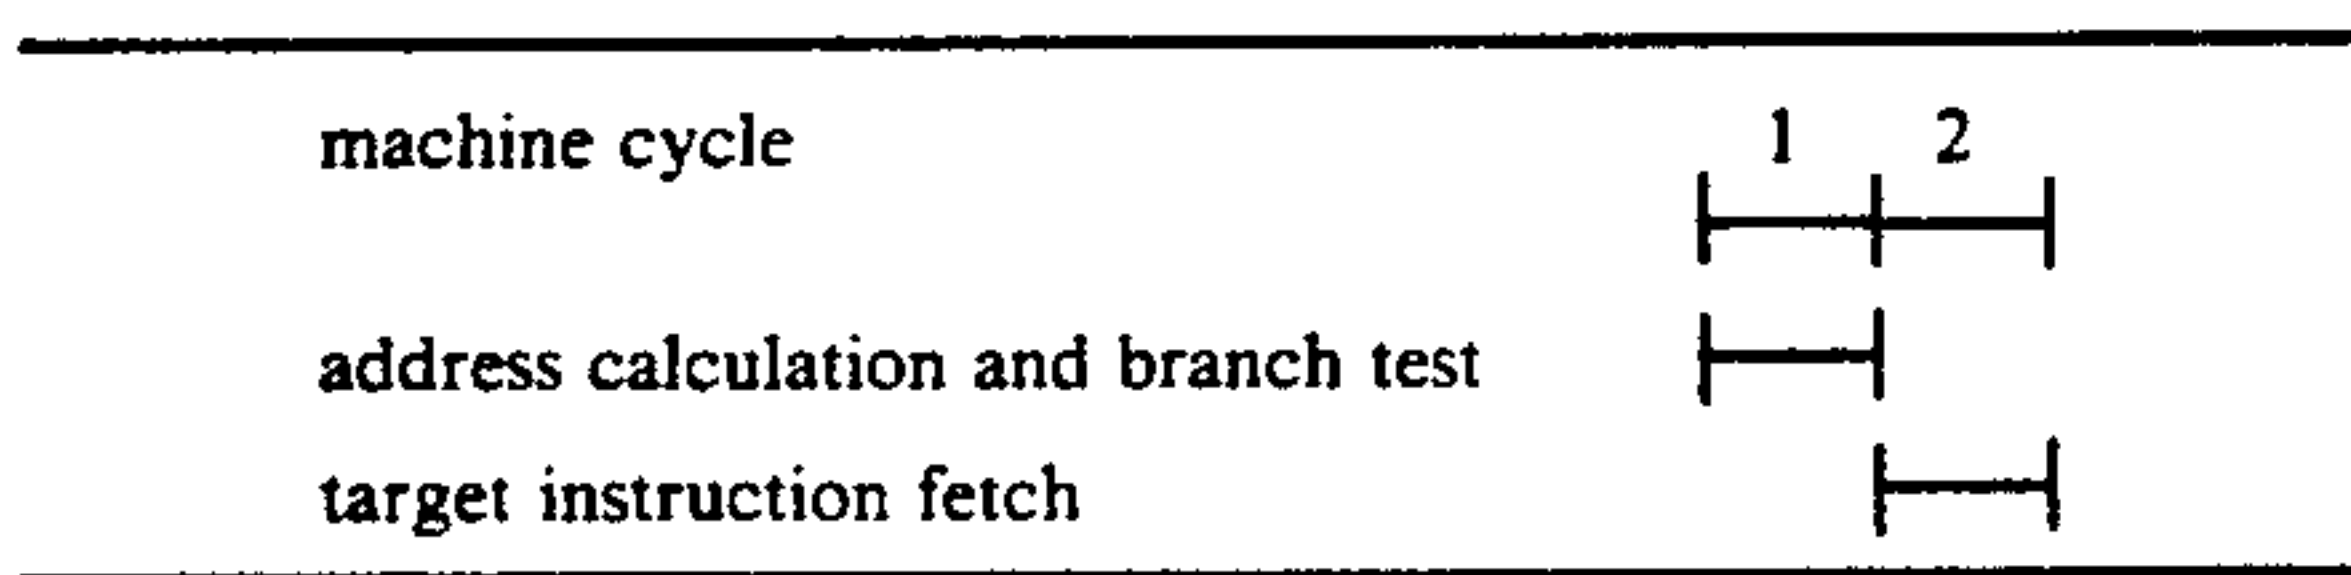 machine cycle 1 2
address calculation and branch test
target instruction fetch